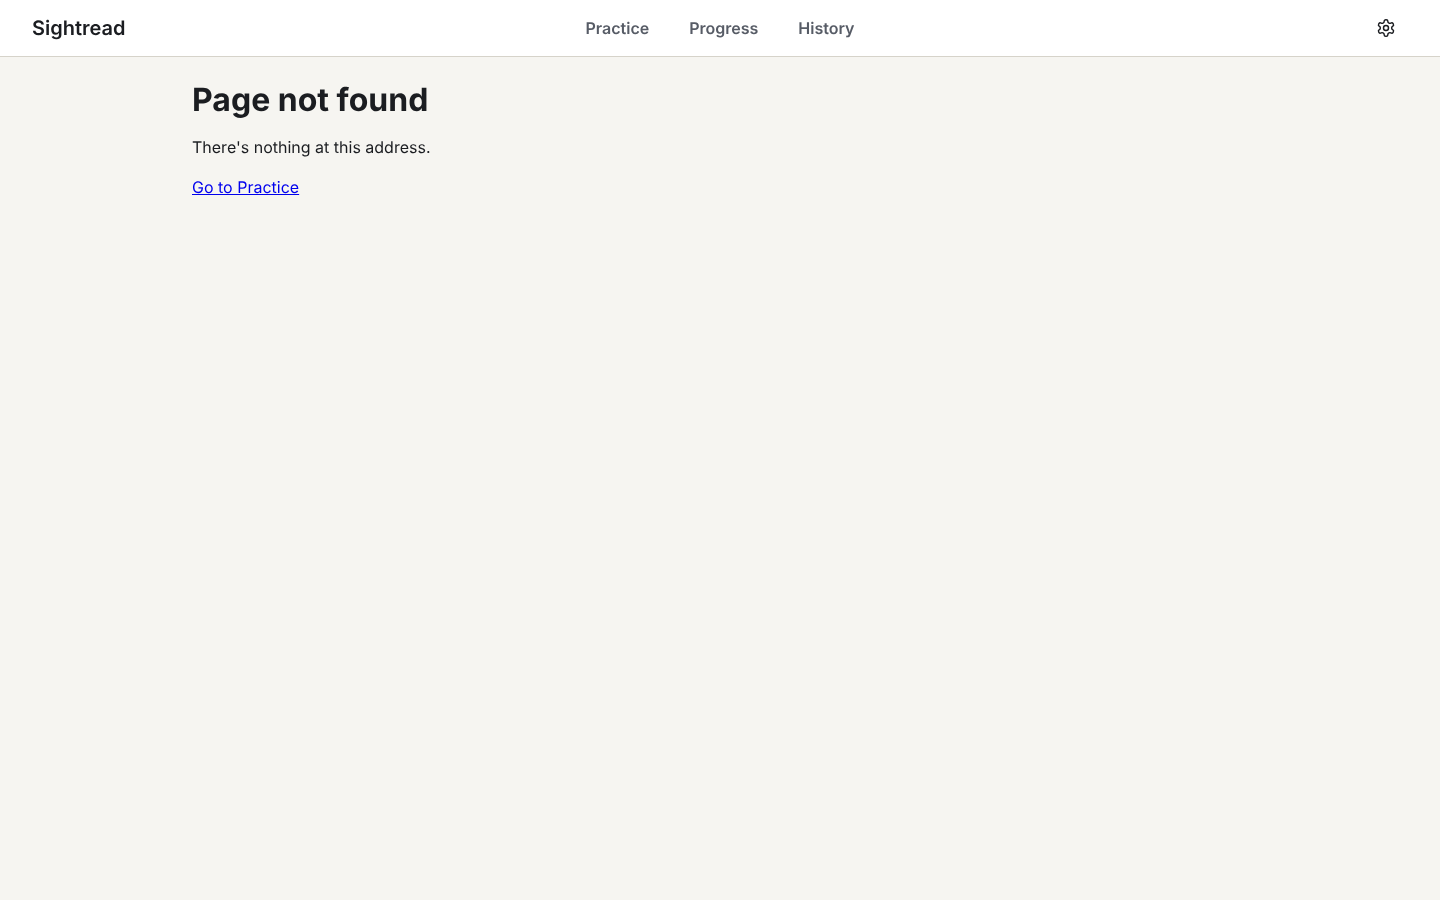 Sightread
Practice
Progress
History
Page not found
There's nothing at this address.
Go to Practice